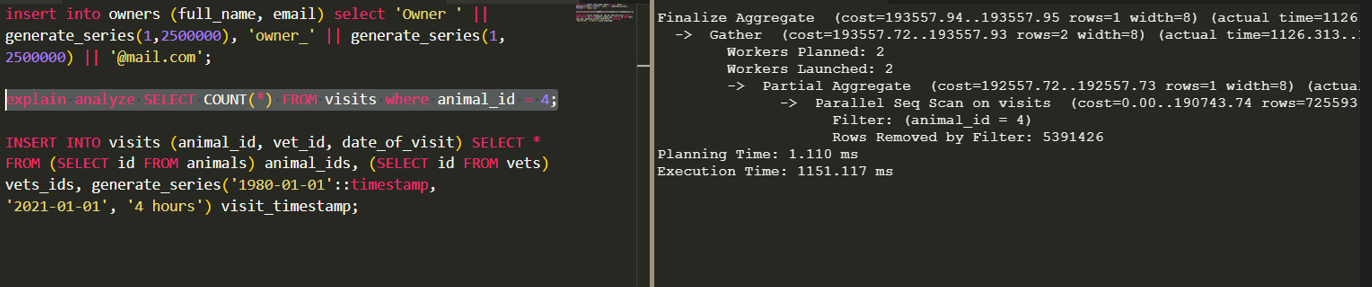 insert into owners (full_name, email) select 'Owner ' ||
generate_series(1,2500000), 'owner_' || generate_series(1,
2500000) || '@mail.com';
explain analyze SELECT COUNT(*) FROM visits where animal_id = 4;
INSERT INTO visits (animal_id, vet_id, date_of_visit) SELECT *
FROM (SELECT id FROM animals) animal_ids, (SELECT id FROM vets)
vets_ids, generate_series('1980-01-01'::timestamp,
'2021-01-01', '4 hours') visit_timestamp;
Finalize Aggregate  (cost=193557.94..193557.95 rows=1 width=8) (actual time=1126
->  Gather  (cost=193557.72..193557.93 rows=2 width=8) (actual time=1126.313..1
Workers Planned: 2
Workers Launched: 2
->  Partial Aggregate  (cost=192557.72..192557.73 rows=1 width=8) (actua
->  Parallel Seq Scan on visits  (cost=0.00..190743.74 rows=725593
Filter: (animal_id = 4)
Rows Removed by Filter: 5391426
Planning Time: 1.110 ms
Execution Time: 1151.117 ms